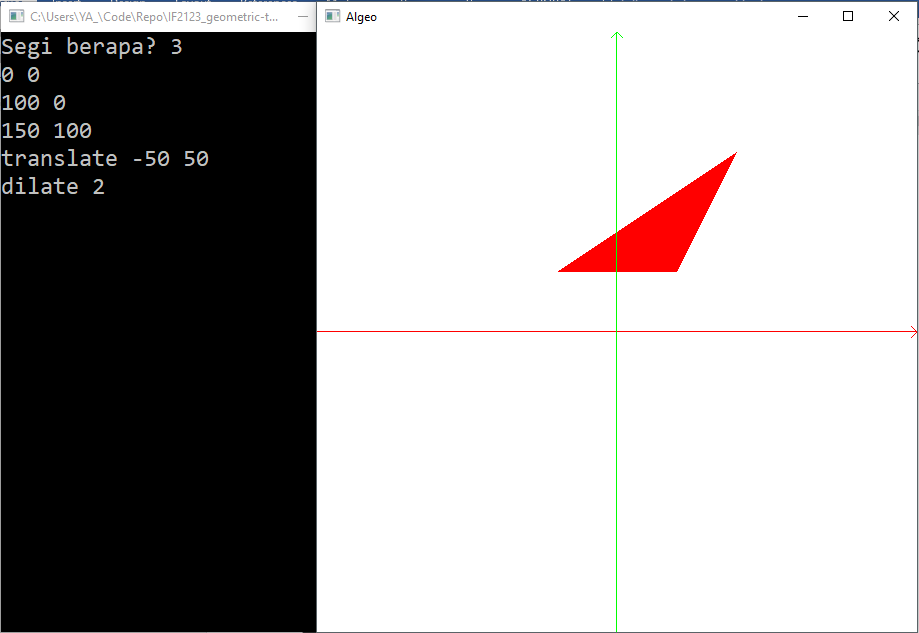 C:\Users\YA_\Code\Repo\IF2123_geometric-t...
Algeo
Segi berapa? 3
0 0
100 0
150 100
translate -50 50
dilate 2